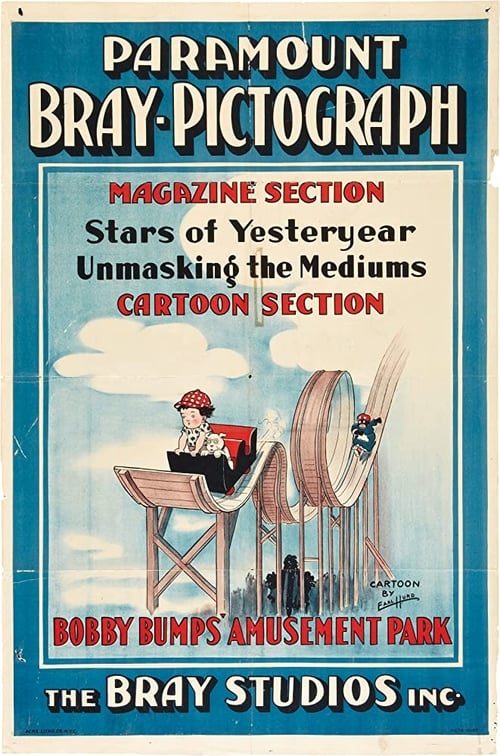 PARAMOUNT
BRAY-PICTOGRAPH
MAGAZINE SECTION
Stars of Yesteryear
Unmasking the Mediums
CARTOON SECTION
CARTOON
BY
EARL HURD
BOBBY BUMPS' AMUSEMENT PARK
THE BRAY STUDIOS INC.